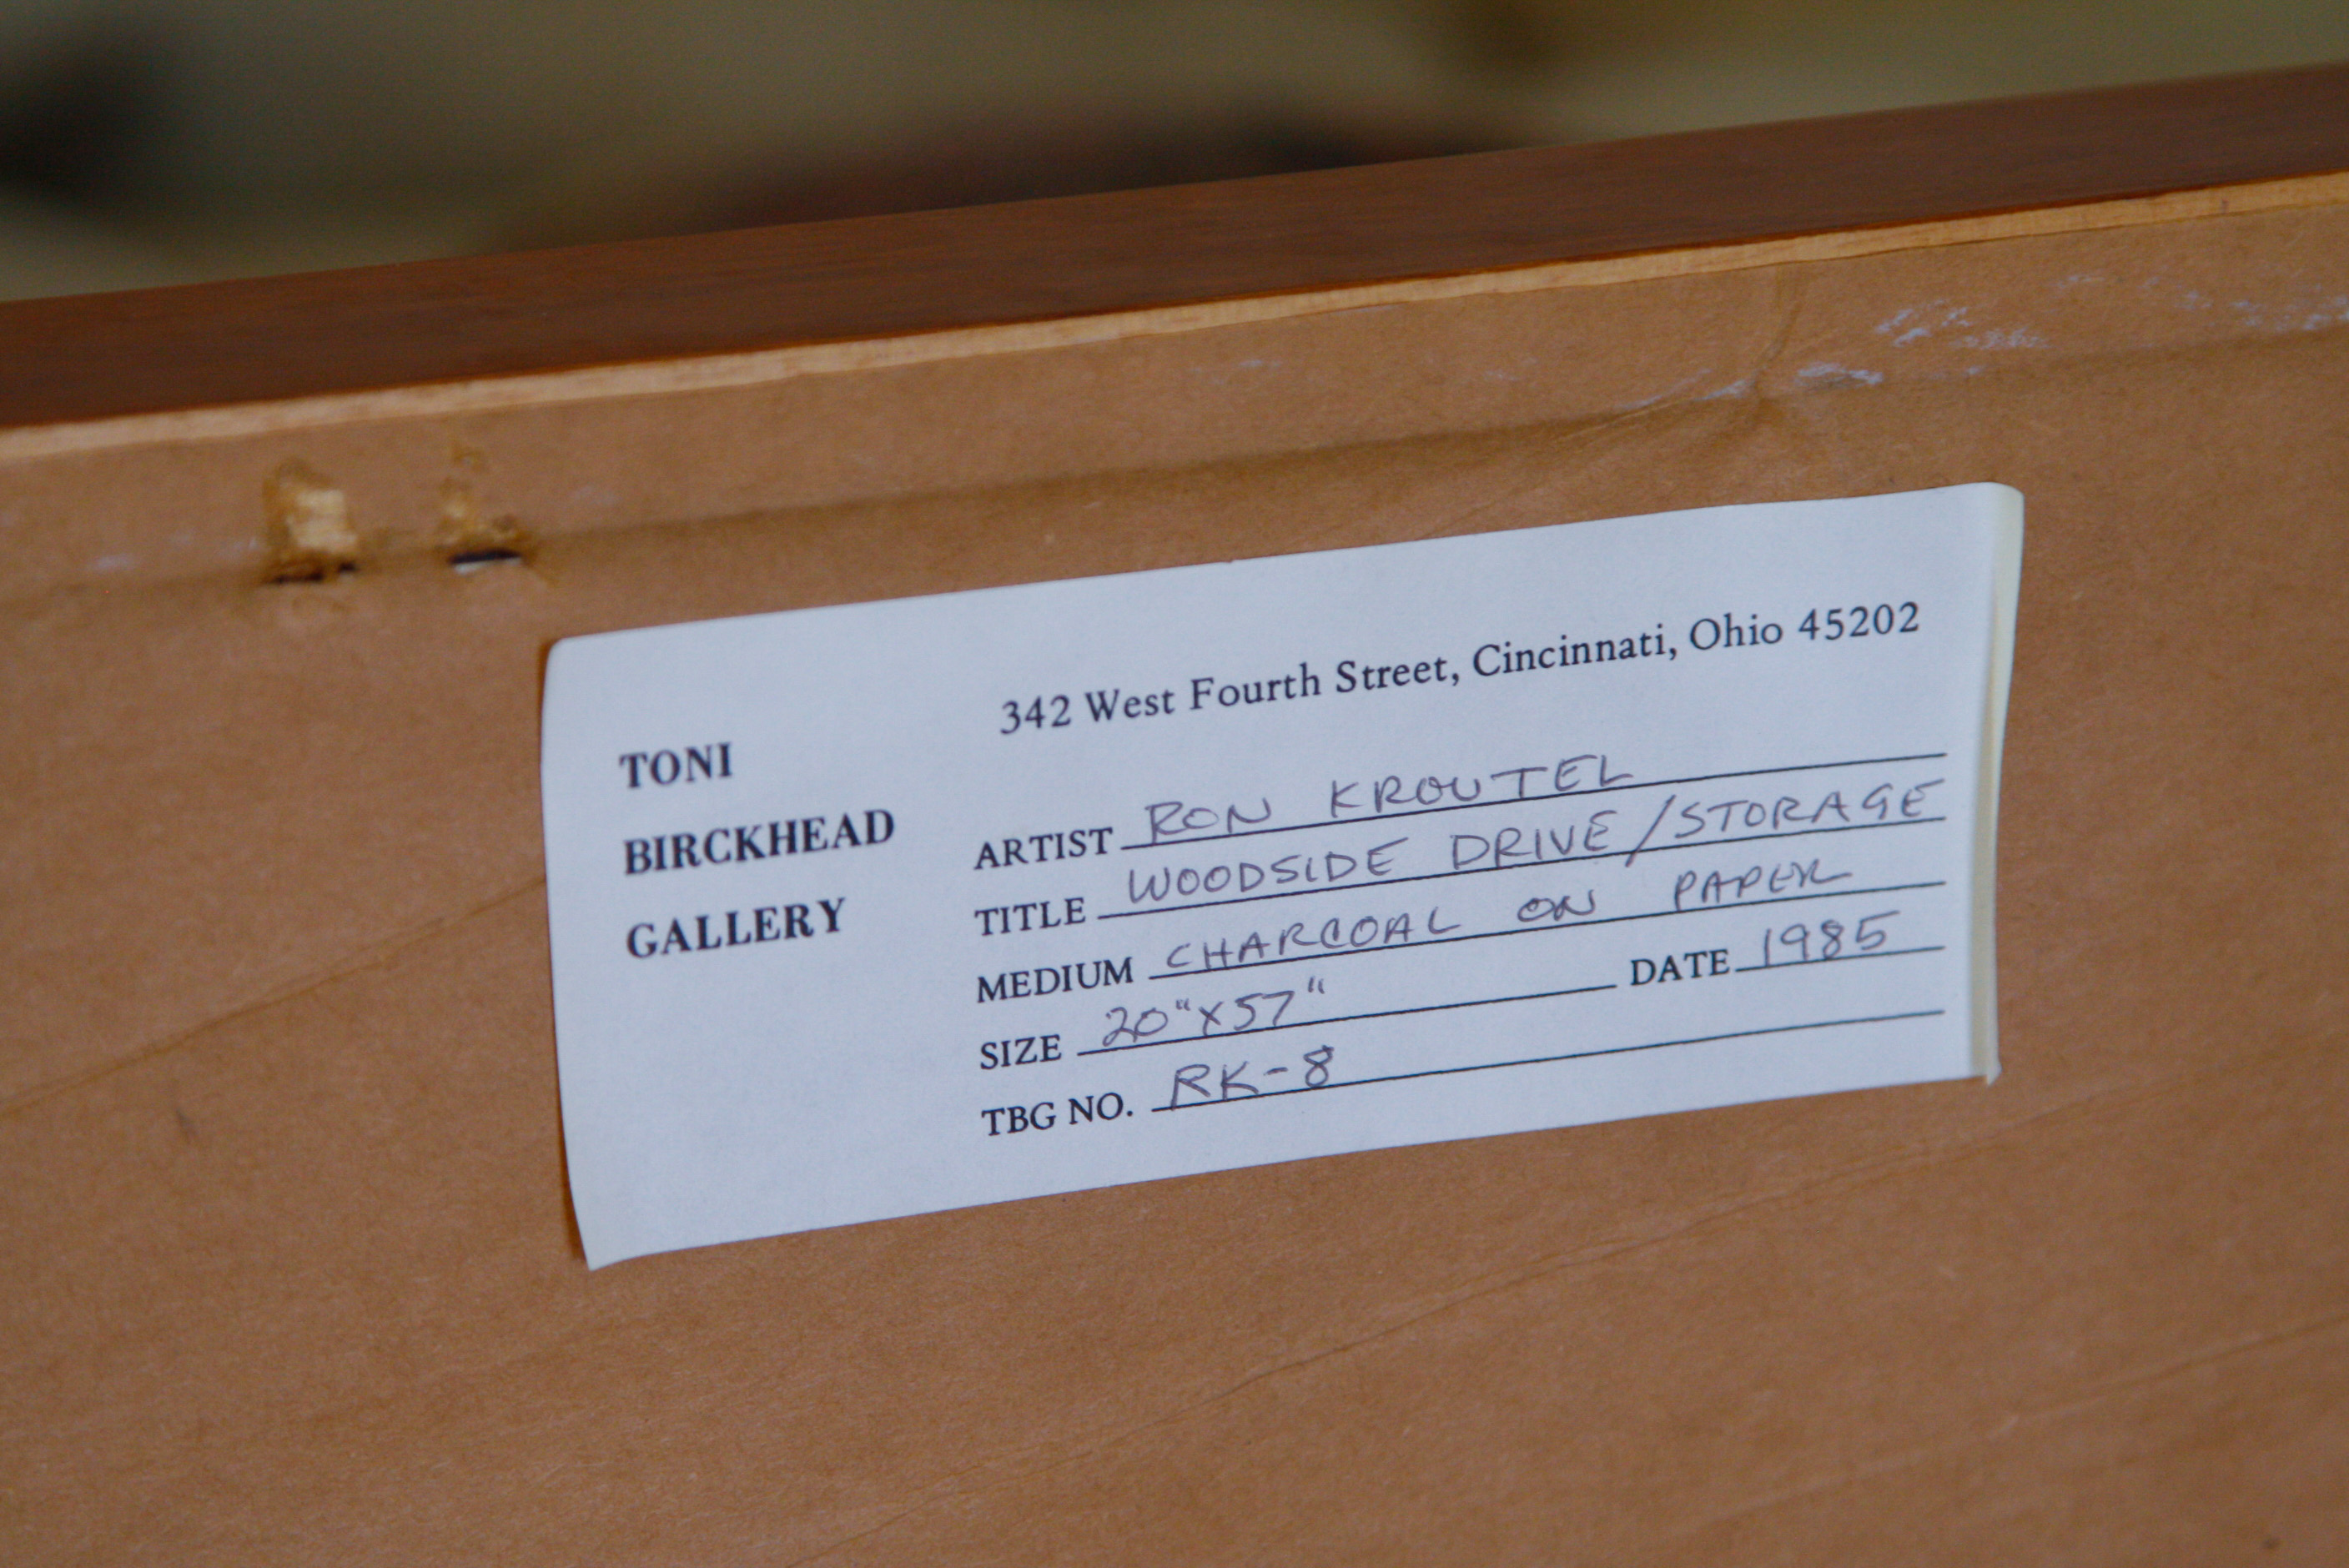 342 West Fourth Street, Cincinnati, Ohio 45202
TONI
BIRCKHEAD
GALLERY
ARTIST RON KROUTEL
TITLE WOODSIDE DRIVE/STORAGE
MEDIUM CHARCOAL ON PAPER
SIZE 20"X57" DATE 1985
TBG NO. RK-8